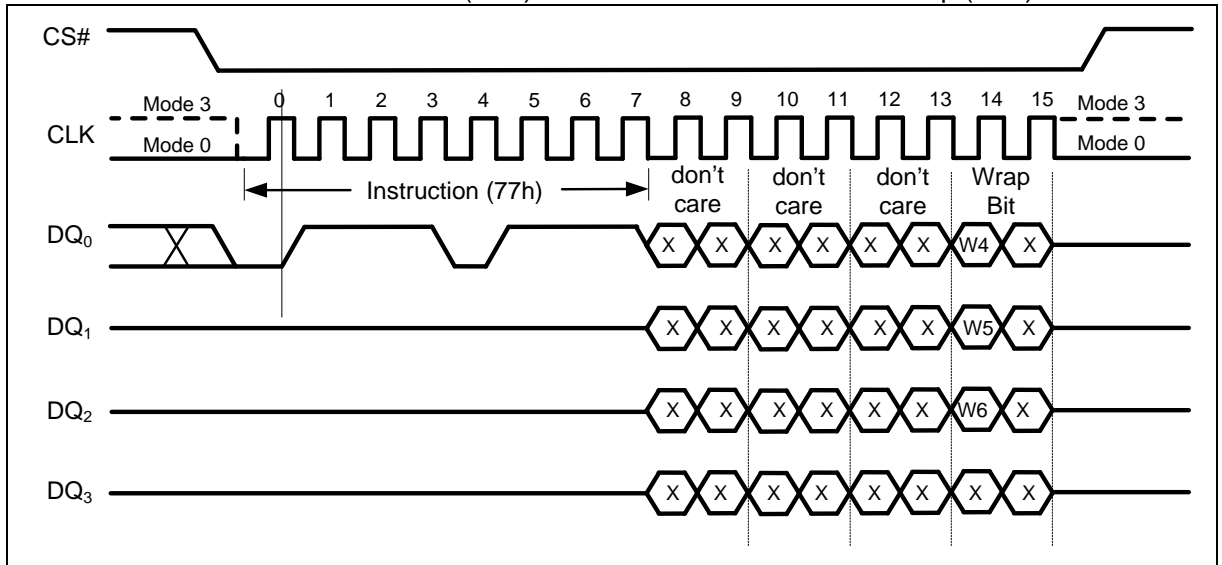 CS#
0 1 2 3 4 5 6 7 8 9 10 11 12 13 14 15
Mode 3 Mode 3
CLK
Mode 0 Mode 0
Instruction (77h)
don't don't don't Wrap
care care care Bit
DQ0 X X X X X X W4 X
DQ1 X X X X X X W5 X
DQ2 X X X X X X W6 X
DQ3 X X X X X X X X